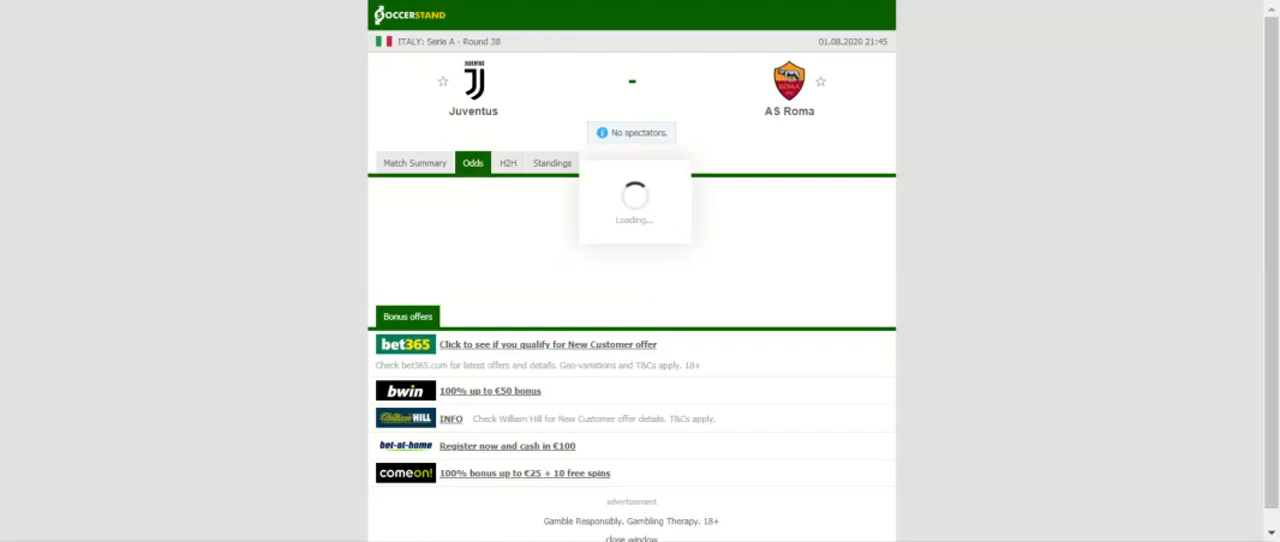 SOCCERSTAND
ITALY: Serie A - Round 38 01.08.2020 21:45
JUVENTUS
ROMA
-
Juventus AS Roma
No spectators.
Match Summary Odds H2H Standings
Loading...
Bonus offers
bet365 Click to see if you qualify for New Customer offer
Check bet365.com for latest offers and details. Geo-variations and T&Cs apply. 18+
bwin 100% up to €50 bonus
William HILL INFO Check William Hill for New Customer offer details. T&Cs apply.
bet-at-home Register now and cash in €100
comeon! 100% bonus up to €25 + 10 free spins
advertisement
Gamble Responsibly. Gambling Therapy. 18+
close window